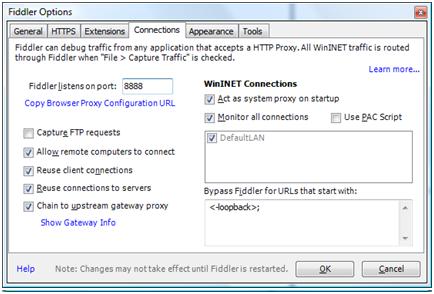 Fiddler Options
General HTTPS Extensions Connections Appearance Tools
Fiddler can debug traffic from any application that accepts a HTTP Proxy. All WinINET traffic is routed
through Fiddler when "File > Capture Traffic" is checked.
Learn more...
Fiddler listens on port: 8888
Copy Browser Proxy Configuration URL
Capture FTP requests
Allow remote computers to connect
Reuse client connections
Reuse connections to servers
Chain to upstream gateway proxy
Show Gateway Info
WinINET Connections
Act as system proxy on startup
Monitor all connections Use PAC Script
DefaultLAN
Bypass Fiddler for URLs that start with:
<-loopback>;
Help Note: Changes may not take effect until Fiddler is restarted. OK Cancel